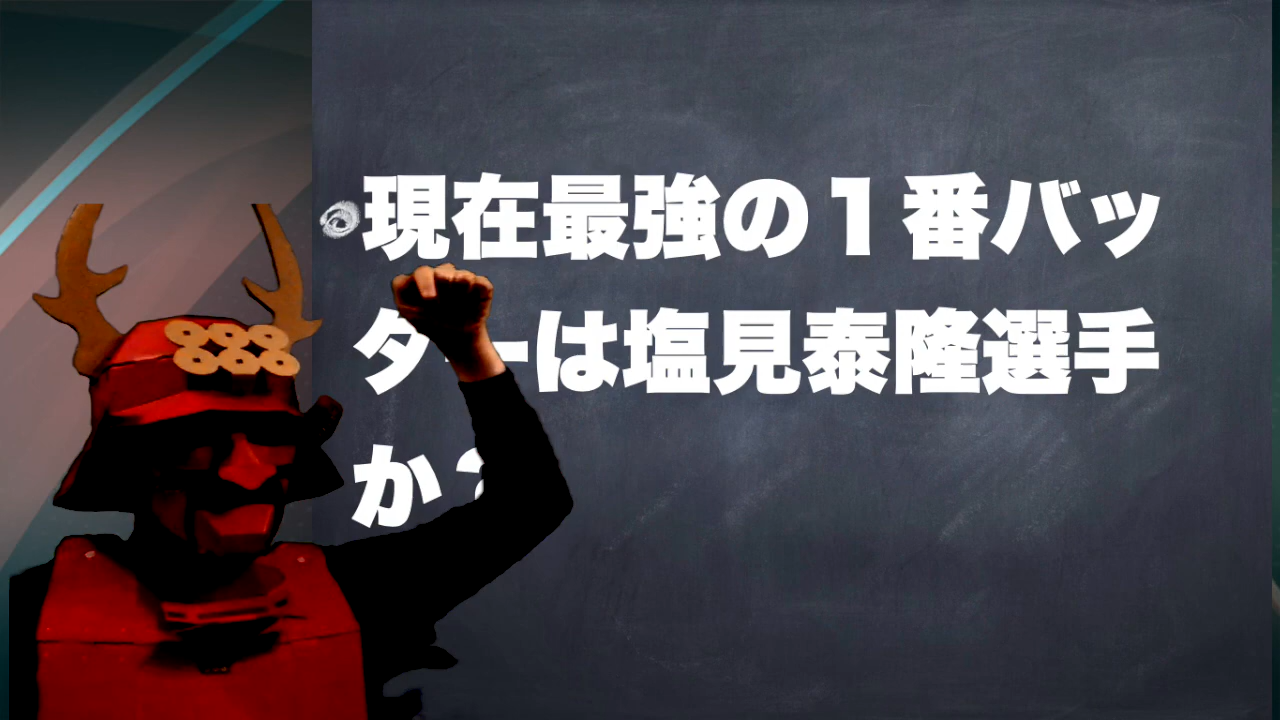 現在最強の１番バッ
ターは塩見泰隆選手
か？